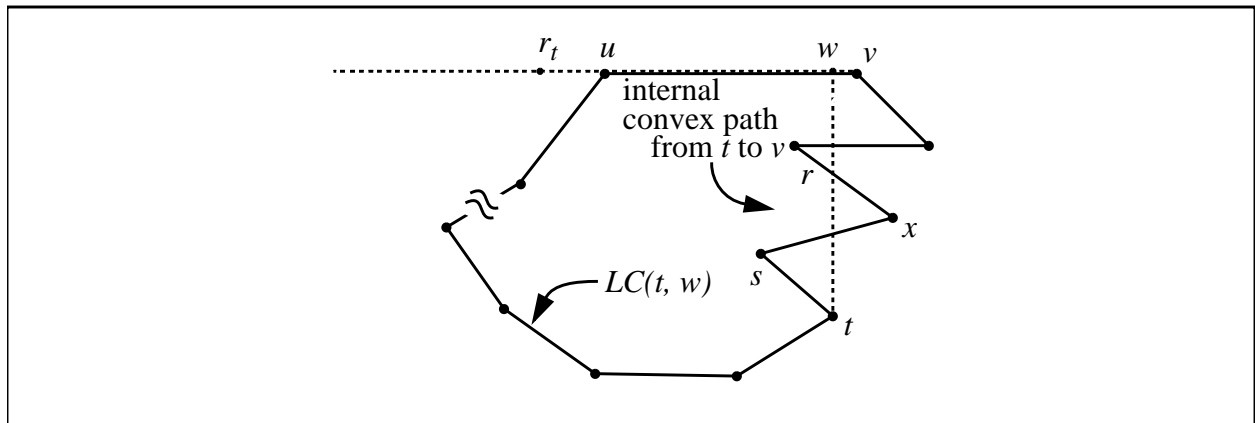 r_t u w v
internal
convex path
from t to v
r
x
s
LC(t, w)
t